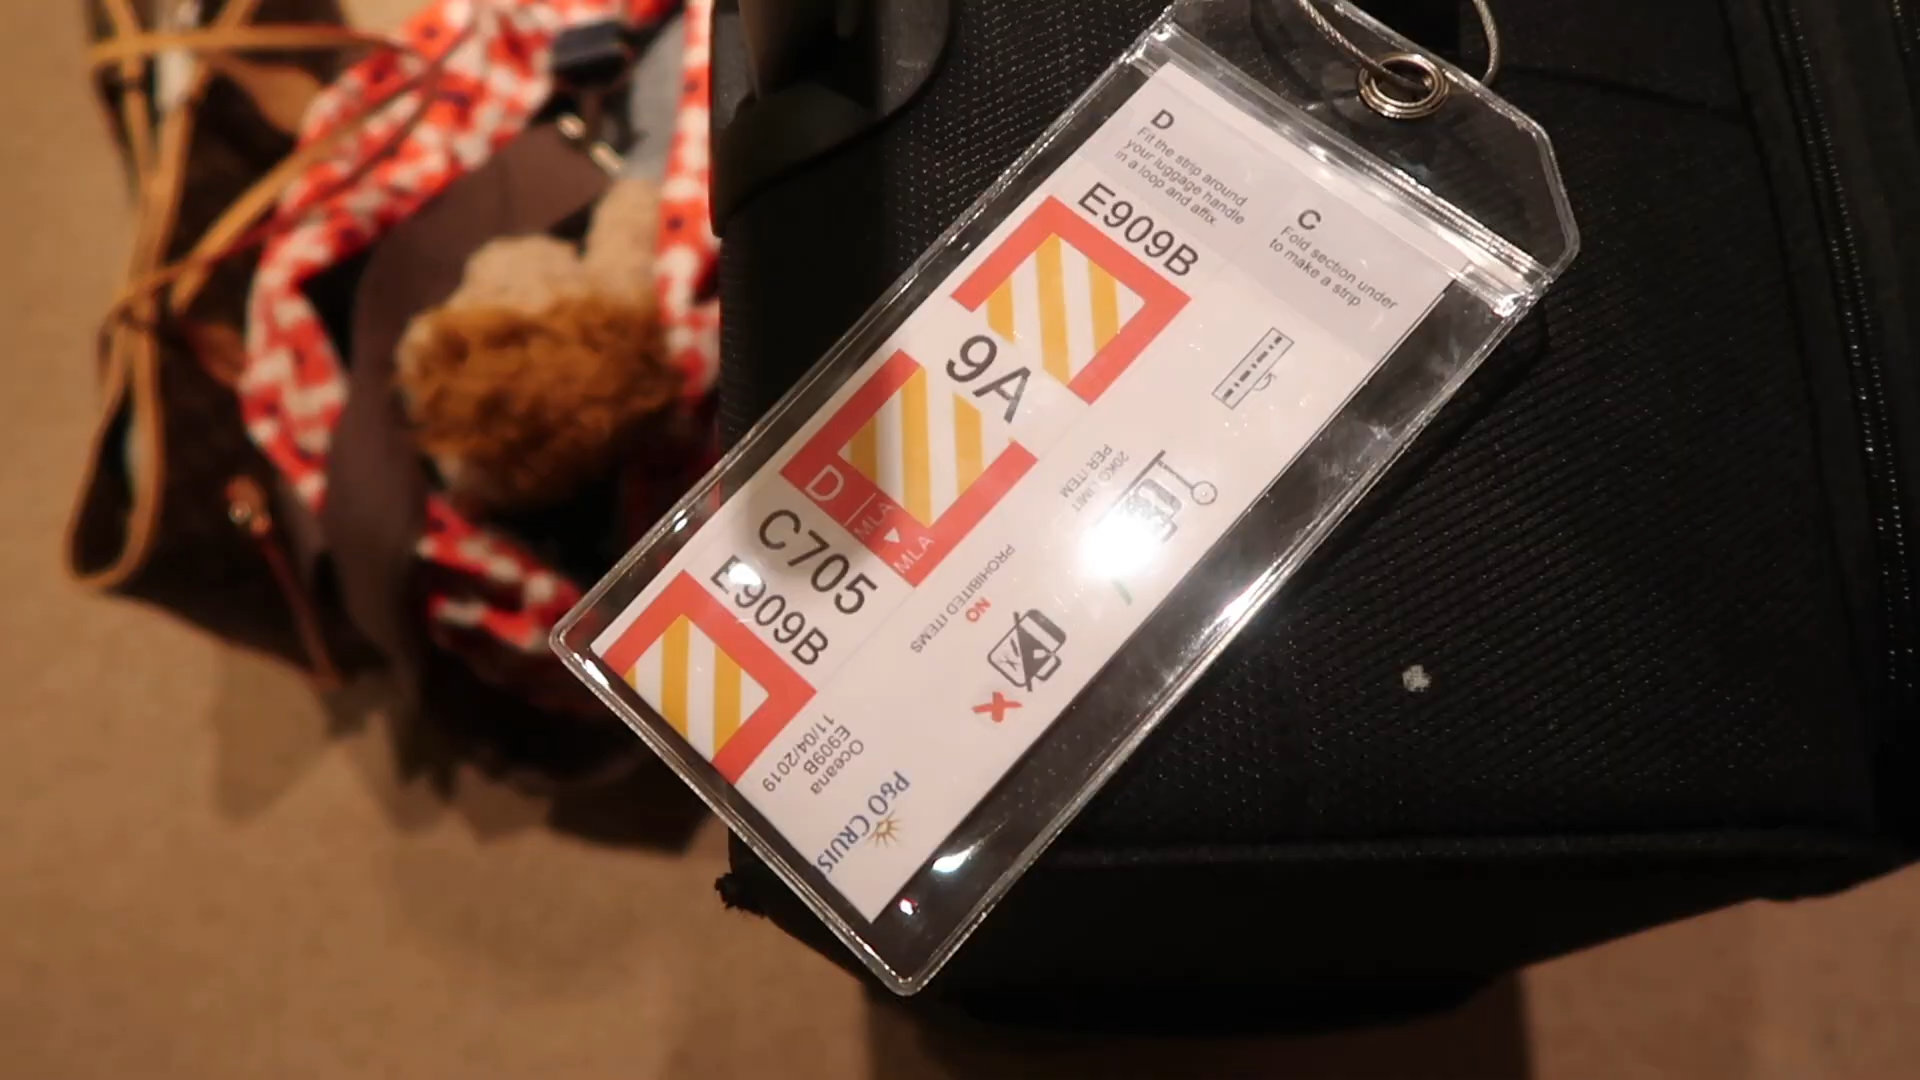 D
Fit the strip around
your luggage handle
in a loop and affix.
C
Fold section under
to make a strip
E909B
9A
D
MLA
MLA
C705
E909B
20KG LIMIT
PER ITEM
NO
PROHIBITED ITEMS
Oceana
E909B
11/04/2019
P&O CRUIS